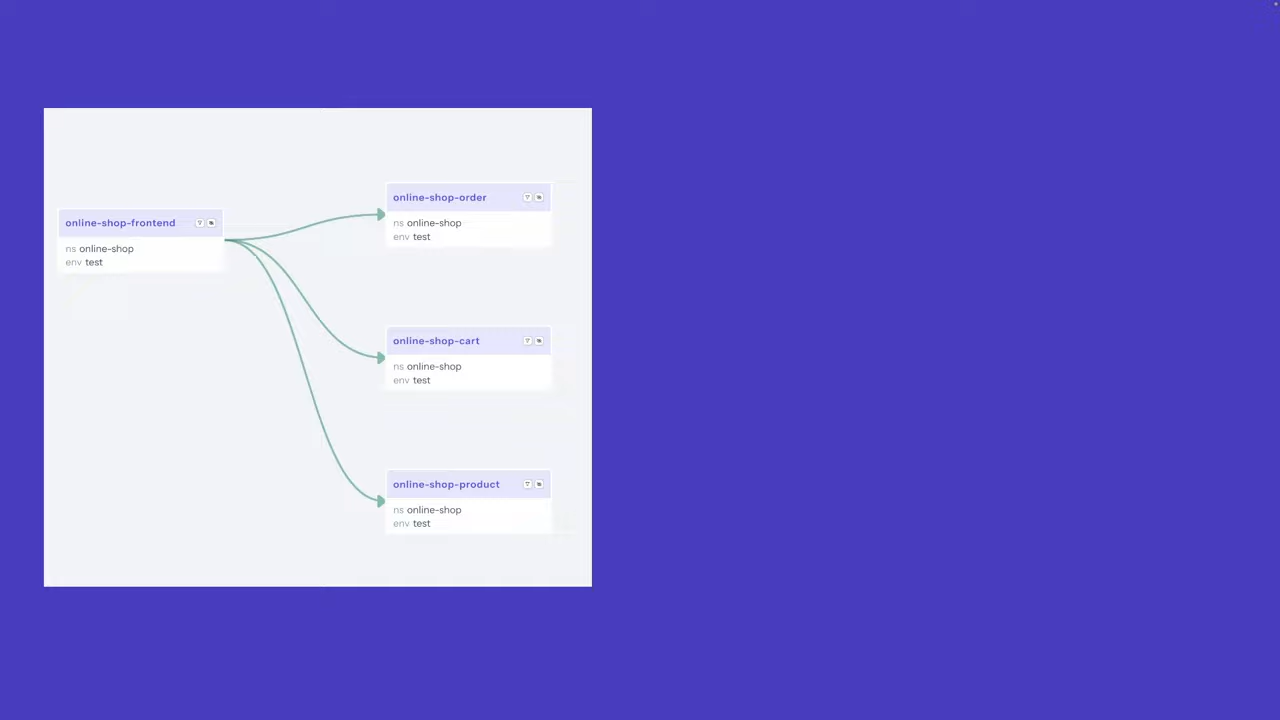 online-shop-frontend
ns online-shop
env test
online-shop-order
ns online-shop
env test
online-shop-cart
ns online-shop
env test
online-shop-product
ns online-shop
env test